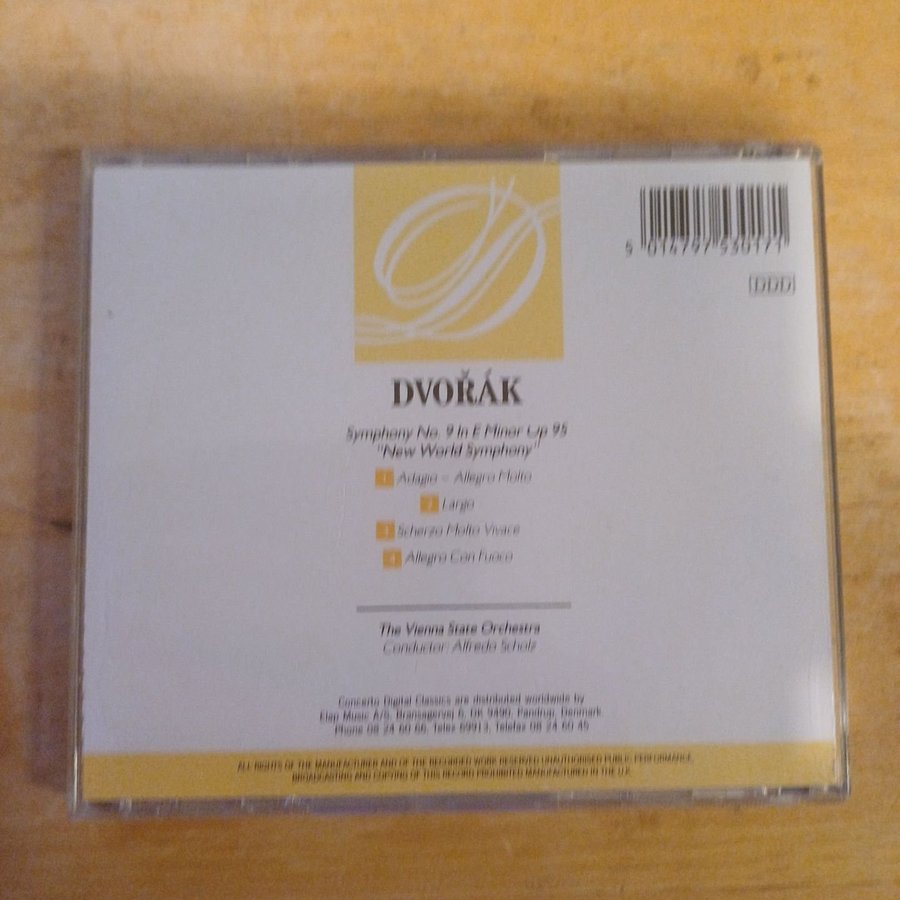 5 014797 530171
[DDD]
DVOŘÁK
Symphony No. 9 in E Minor Op 95
"New World Symphony"
1 Adagio – Allegro Molto
2 Largo
3 Scherzo Molto Vivace
4 Allegro Con Fuoco
The Vienna State Orchestra
Conductor: Alfredo Scholz
Concerto Digital Classics are distributed worldwide by
Elap Music A/S, Bransagervej 6, DK 9490, Pandrup, Denmark
Phone 08 24 60 66, Telex 69913, Telefax 08 24 60 45
ALL RIGHTS OF THE MANUFACTURER AND OF THE RECORDED WORK RESERVED UNAUTHORISED PUBLIC PERFORMANCE,
BROADCASTING AND COPYING OF THIS RECORD PROHIBITED MANUFACTURED IN THE U.K.